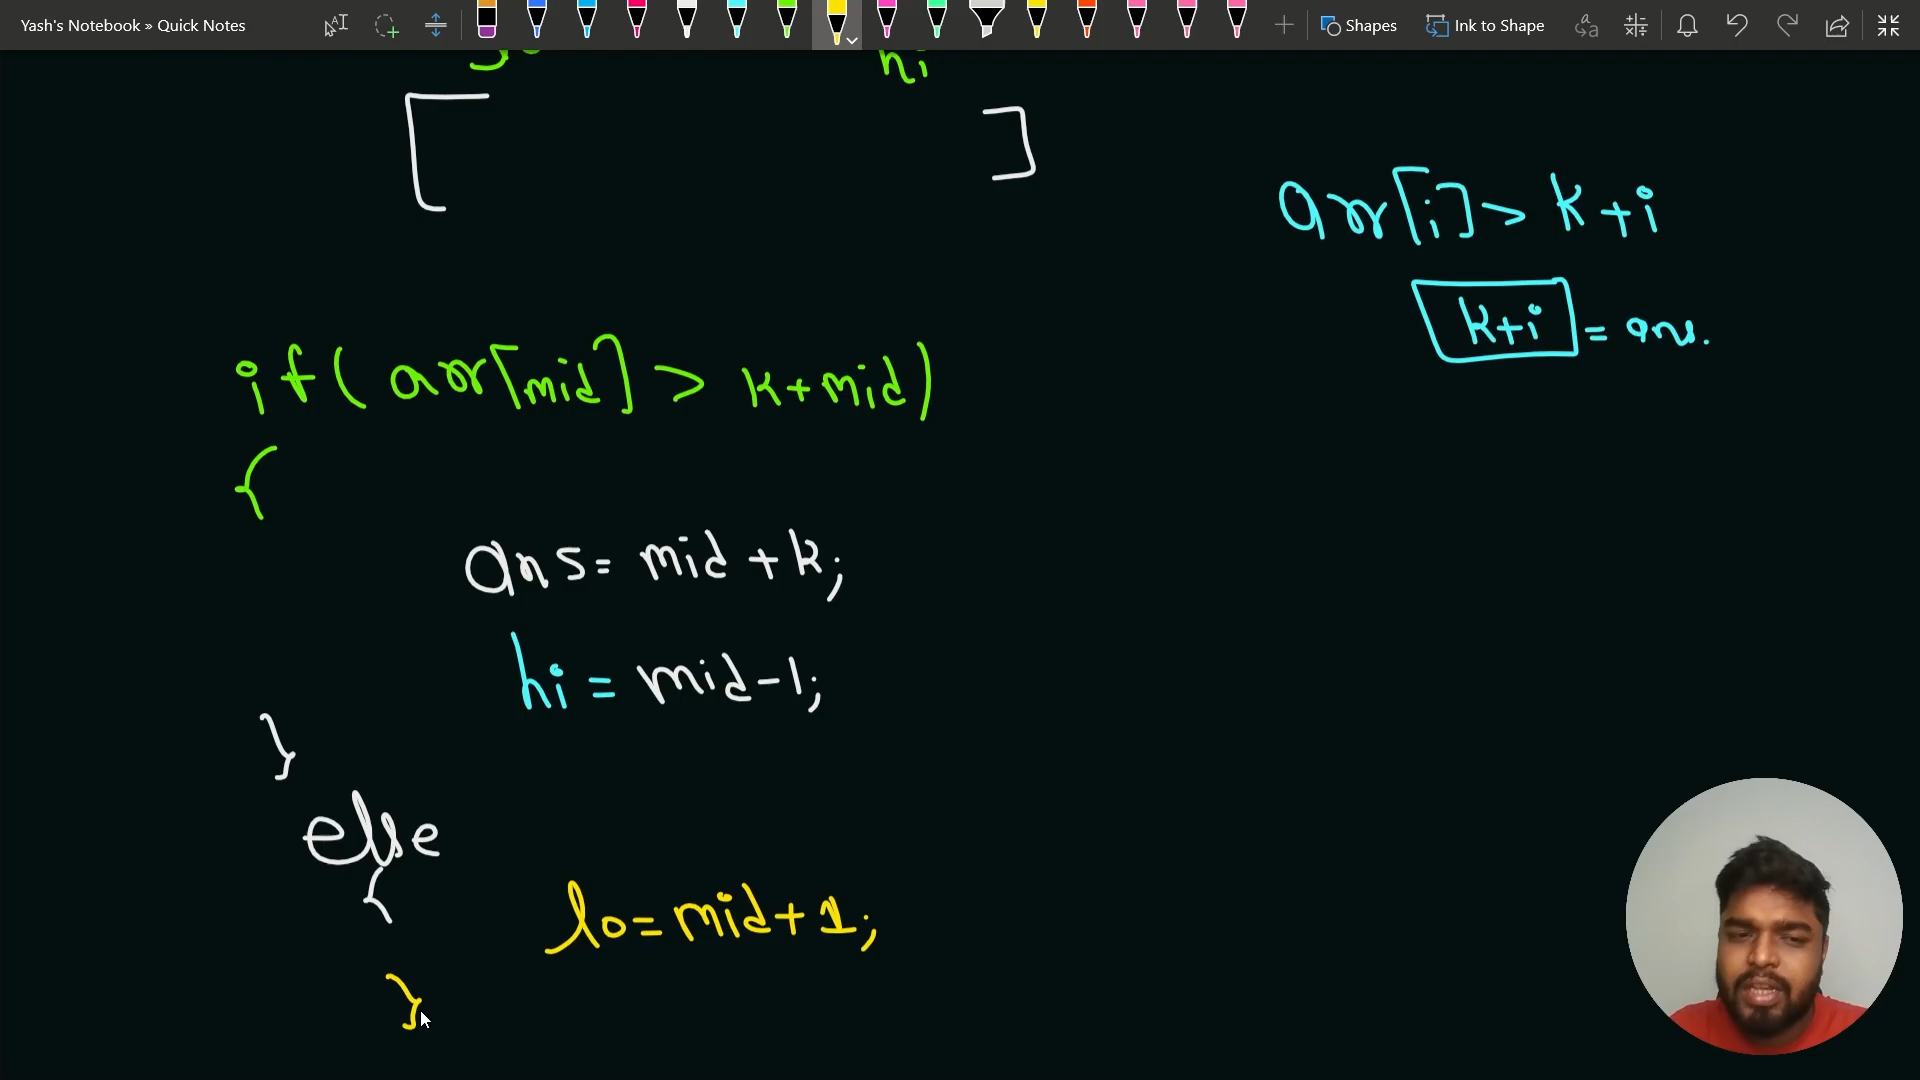 Yash's Notebook » Quick Notes
Shapes
Ink to Shape
hi
arr[i] > k+i
k+i = ans.
if( arr[mid] > k+mid)
{
ans= mid + k;
hi = mid-1;
}
else
{
lo=mid+1;
}